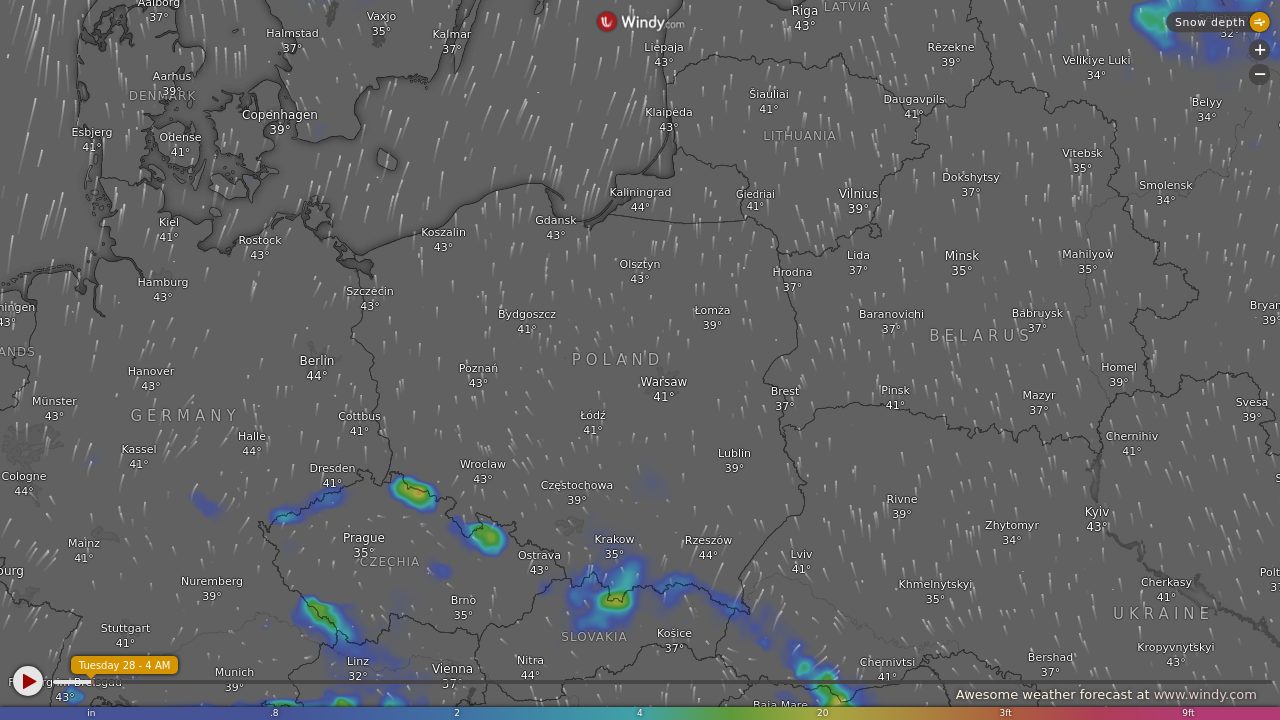 Aalborg
37°
Vaxjo
35°
Halmstad
37°
Kalmar
37°
Windy.com
Riga
43°
LATVIA
Snow depth
32°
Liepaja
43°
Rēzekne
39°
Velikiye Luki
34°
Aarhus
39°
DENMARK
Copenhagen
39°
Klaipėda
43°
Šiauliai
41°
Daugavpils
41°
Belyy
34°
Esbjerg
41°
Odense
41°
LITHUANIA
Vitebsk
35°
Dokshytsy
37°
Smolensk
34°
Kaliningrad
44°
Giedriai
41°
Vilnius
39°
Kiel
41°
Rostock
43°
Koszalin
43°
Gdansk
43°
Olsztyn
43°
Hrodna
37°
Lida
37°
Minsk
35°
Mahilyow
35°
Hamburg
43°
Szczecin
43°
Bydgoszcz
41°
Łomża
39°
Baranovichi
37°
BELARUS
Babruysk
37°
43°
Berlin
44°
POLAND
Hanover
43°
Poznań
43°
Warsaw
41°
Brest
37°
Pinsk
41°
Homel
39°
Mazyr
37°
Svesa
39°
Münster
43°
GERMANY
Cottbus
41°
Łódź
41°
Halle
44°
Kassel
41°
Chernihiv
41°
Lublin
39°
Cologne
44°
Dresden
41°
Wroclaw
43°
Częstochowa
39°
Rivne
39°
Kyiv
43°
Zhytomyr
34°
Mainz
41°
Prague
35°
CZECHIA
Ostrava
43°
Krakow
35°
Rzeszow
44°
Lviv
41°
Nuremberg
39°
Brno
35°
Khmelnytskyi
35°
Cherkasy
41°
UKRAINE
Stuttgart
41°
SLOVAKIA
Košice
37°
Tuesday 28 - 4 AM
Munich
39°
Linz
32°
Vienna
37°
Nitra
44°
Chernivtsi
41°
Bershad
37°
Kropyvnytskyi
43°
43°
Baia Mare
Awesome weather forecast at www.windy.com
in .8 2 4 20 3ft 9ft